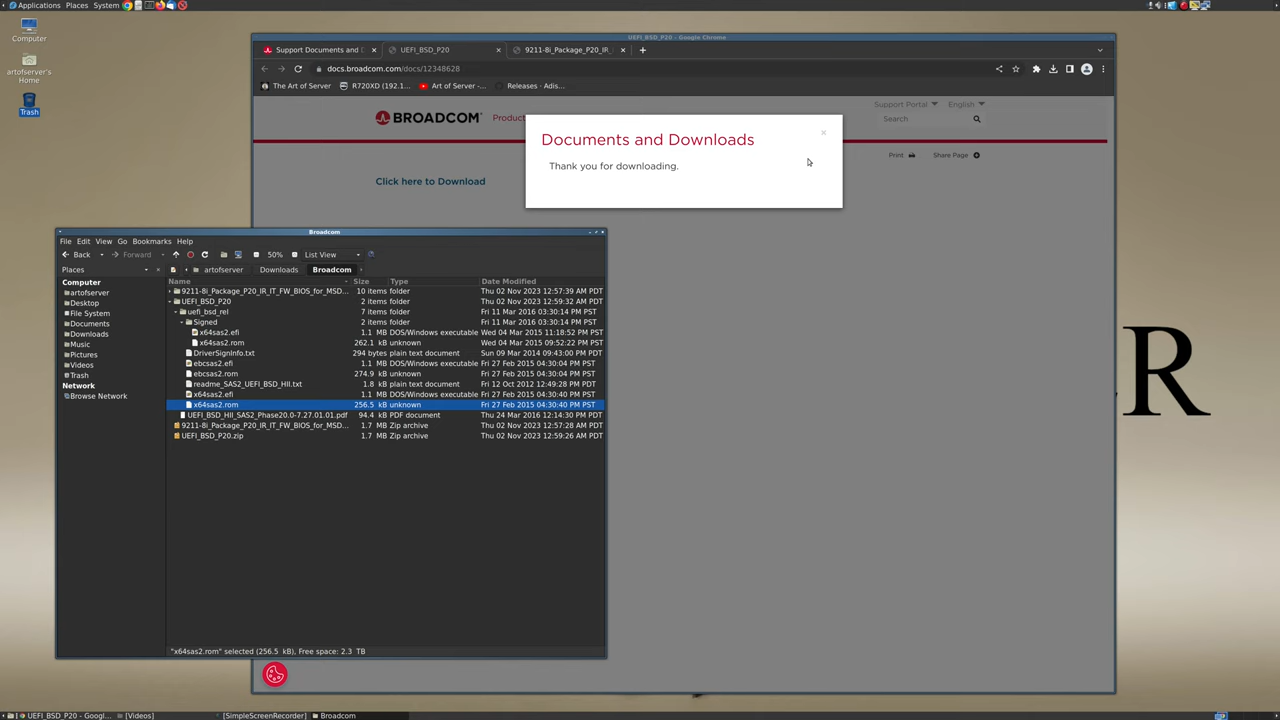 Applications Places System
Computer
artofserver's
Home
Trash
UEFI_BSD_P20 - Google Chrome
Support Documents and D
UEFI_BSD_P20
9211-8i_Package_P20_IR_
docs.broadcom.com/docs/12348628
The Art of Server
R720XD (192.1...
Art of Server -...
Releases · Adis...
Support Portal
English
BROADCOM
Produc
Search
Print
Share Page
Documents and Downloads
×
Thank you for downloading.
Click here to Download
Broadcom
File Edit View Go Bookmarks Help
Back Forward 50% List View
Places
artofserver Downloads Broadcom
Name Size Type Date Modified
Computer
artofserver
Desktop
File System
Documents
Downloads
Music
Pictures
Videos
Trash
Network
Browse Network
9211-8i_Package_P20_IR_IT_FW_BIOS_for_MSD... 10 items folder Thu 02 Nov 2023 12:57:39 AM PDT
UEFI_BSD_P20 2 items folder Thu 02 Nov 2023 12:59:32 AM PDT
uefi_bsd_rel 7 items folder Fri 11 Mar 2016 03:30:14 PM PST
Signed 2 items folder Fri 11 Mar 2016 03:30:14 PM PST
x64sas2.efi 1.1 MB DOS/Windows executable Wed 04 Mar 2015 11:18:52 PM PST
x64sas2.rom 262.1 kB unknown Wed 04 Mar 2015 09:52:22 PM PST
DriverSignInfo.txt 294 bytes plain text document Sun 09 Mar 2014 09:43:00 PM PDT
ebcsas2.efi 1.1 MB DOS/Windows executable Fri 27 Feb 2015 04:30:04 PM PST
ebcsas2.rom 274.9 kB unknown Fri 27 Feb 2015 04:30:04 PM PST
readme_SAS2_UEFI_BSD_HII.txt 1.8 kB plain text document Fri 12 Oct 2012 12:49:28 PM PDT
x64sas2.efi 1.1 MB DOS/Windows executable Fri 27 Feb 2015 04:30:40 PM PST
x64sas2.rom 256.5 kB unknown Fri 27 Feb 2015 04:30:40 PM PST
UEFI_BSD_HII_SAS2_Phase20.0-7.27.01.01.pdf 94.4 kB PDF document Thu 24 Mar 2016 12:14:30 PM PDT
9211-8i_Package_P20_IR_IT_FW_BIOS_for_MSD... 1.7 MB Zip archive Thu 02 Nov 2023 12:57:28 AM PDT
UEFI_BSD_P20.zip 1.7 MB Zip archive Thu 02 Nov 2023 12:59:26 AM PDT
"x64sas2.rom" selected (256.5 kB), Free space: 2.3 TB
R
UEFI_BSD_P20 - Googl...
[Videos]
[SimpleScreenRecorder]
Broadcom